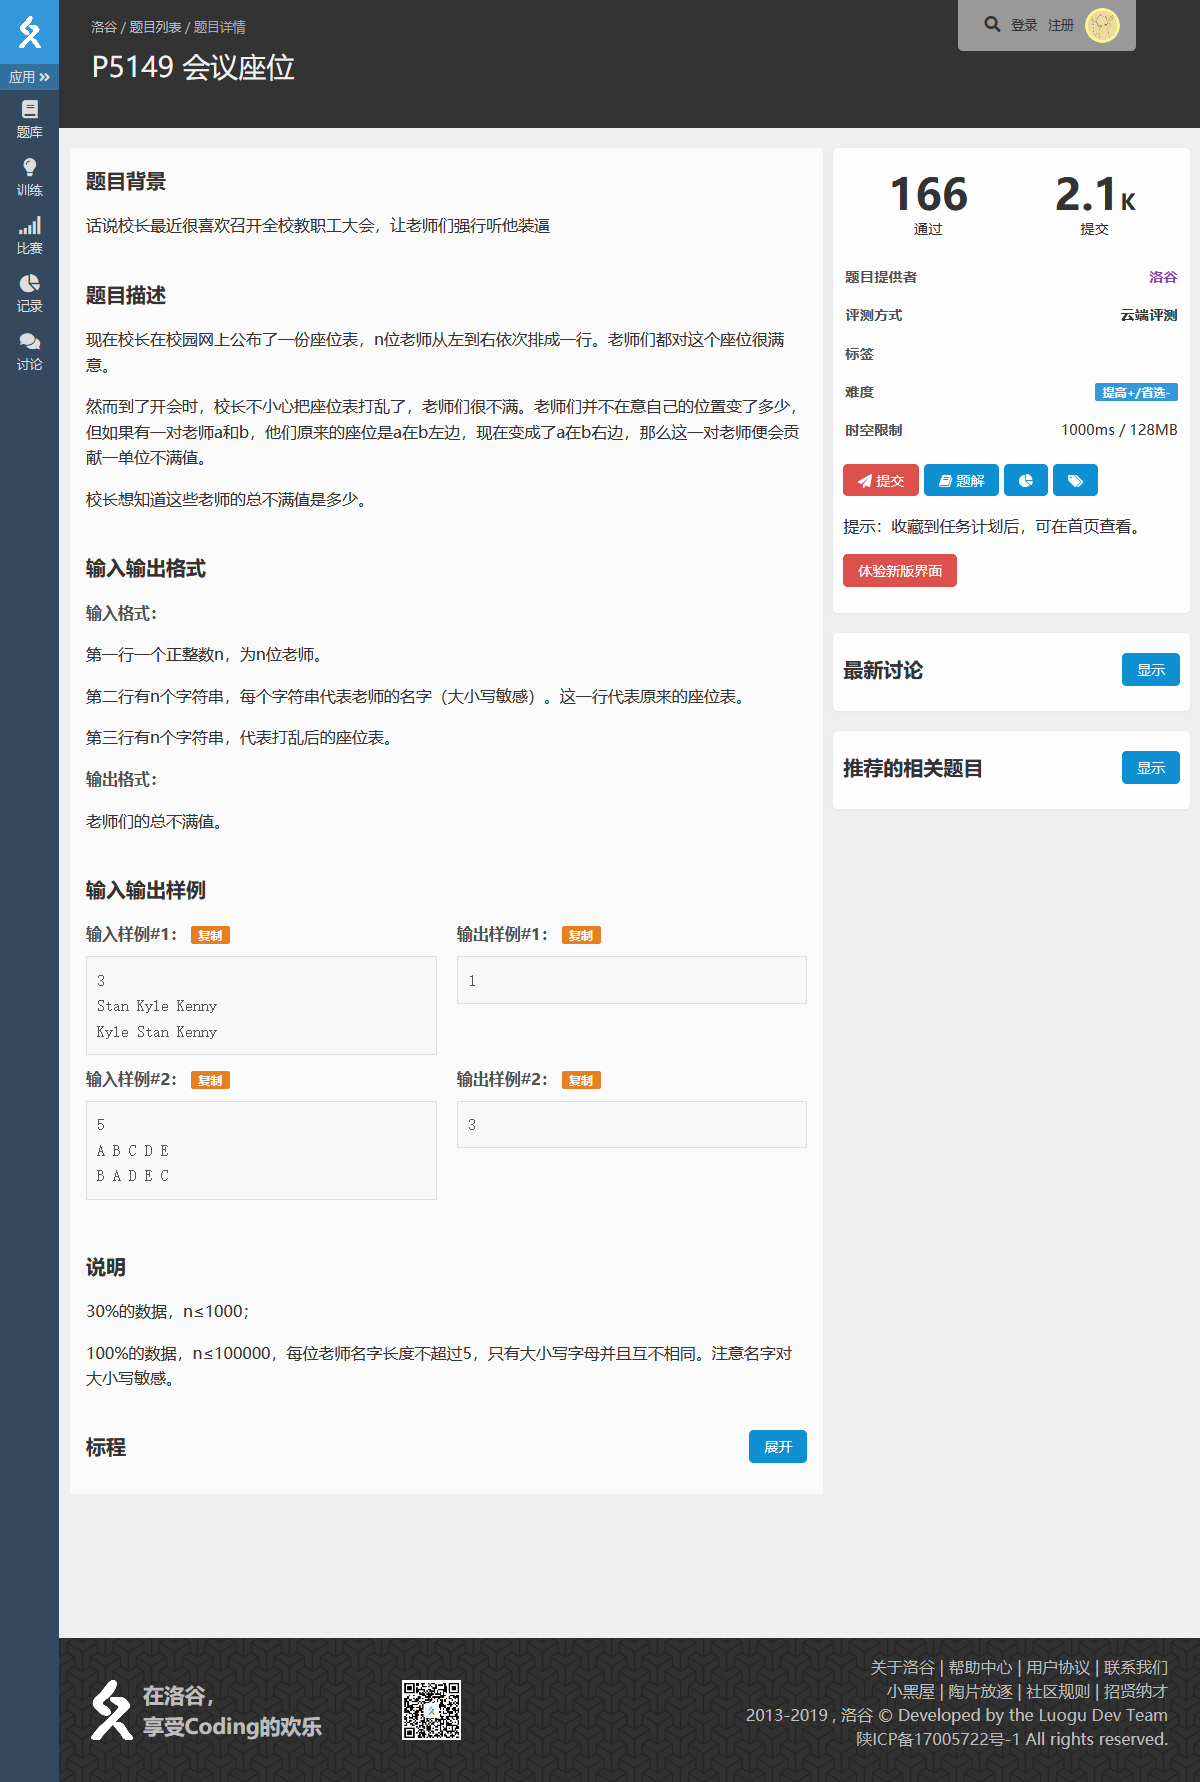 洛谷 / 题目列表 / 题目详情
P5149 会议座位
登录 注册
应用
题库
训练
比赛
记录
讨论
题目背景
话说校长最近很喜欢召开全校教职工大会，让老师们强行听他装逼
题目描述
现在校长在校园网上公布了一份座位表，n位老师从左到右依次排成一行。老师们都对这个座位很满
意。
然而到了开会时，校长不小心把座位表打乱了，老师们很不满。老师们并不在意自己的位置变了多少，
但如果有一对老师a和b，他们原来的座位是a在b左边，现在变成了a在b右边，那么这一对老师便会贡
献一单位不满值。
校长想知道这些老师的总不满值是多少。
输入输出格式
输入格式：
第一行一个正整数n，为n位老师。
第二行有n个字符串，每个字符串代表老师的名字（大小写敏感）。这一行代表原来的座位表。
第三行有n个字符串，代表打乱后的座位表。
输出格式：
老师们的总不满值。
输入输出样例
输入样例#1： 复制
3
Stan Kyle Kenny
Kyle Stan Kenny
输出样例#1： 复制
1
输入样例#2： 复制
5
A B C D E
B A D E C
输出样例#2： 复制
3
说明
30%的数据，n≤1000；
100%的数据，n≤100000，每位老师名字长度不超过5，只有大小写字母并且互不相同。注意名字对
大小写敏感。
标程 展开
166 2.1K
通过 提交
题目提供者 洛谷
评测方式 云端评测
标签
难度 提高+/省选-
时空限制 1000ms / 128MB
提交 题解
提示：收藏到任务计划后，可在首页查看。
体验新版界面
最新讨论 显示
推荐的相关题目 显示
在洛谷，
享受Coding的欢乐
关于洛谷 | 帮助中心 | 用户协议 | 联系我们
小黑屋 | 陶片放逐 | 社区规则 | 招贤纳才
2013-2019 , 洛谷 © Developed by the Luogu Dev Team
陕ICP备17005722号-1 All rights reserved.